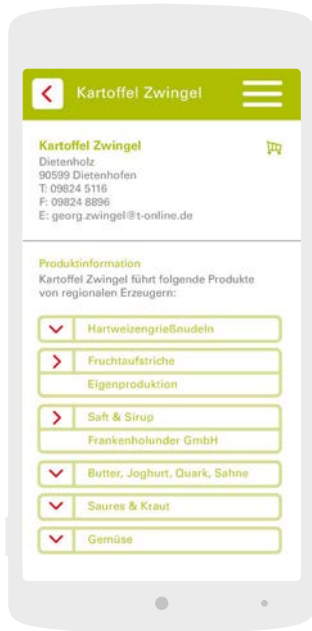 Kartoffel Zwingel
Kartoffel Zwingel
Dietenholz
90599 Dietenhofen
T: 09824 5116
F: 09824 8896
E: georg.zwingel@t-online.de
Produktinformation
Kartoffel Zwingel führt folgende Produkte
von regionalen Erzeugern:
Hartweizengrießnudeln
Fruchtaufstriche
Eigenproduktion
Saft & Sirup
Frankenholunder GmbH
Butter, Joghurt, Quark, Sahne
Saures & Kraut
Gemüse